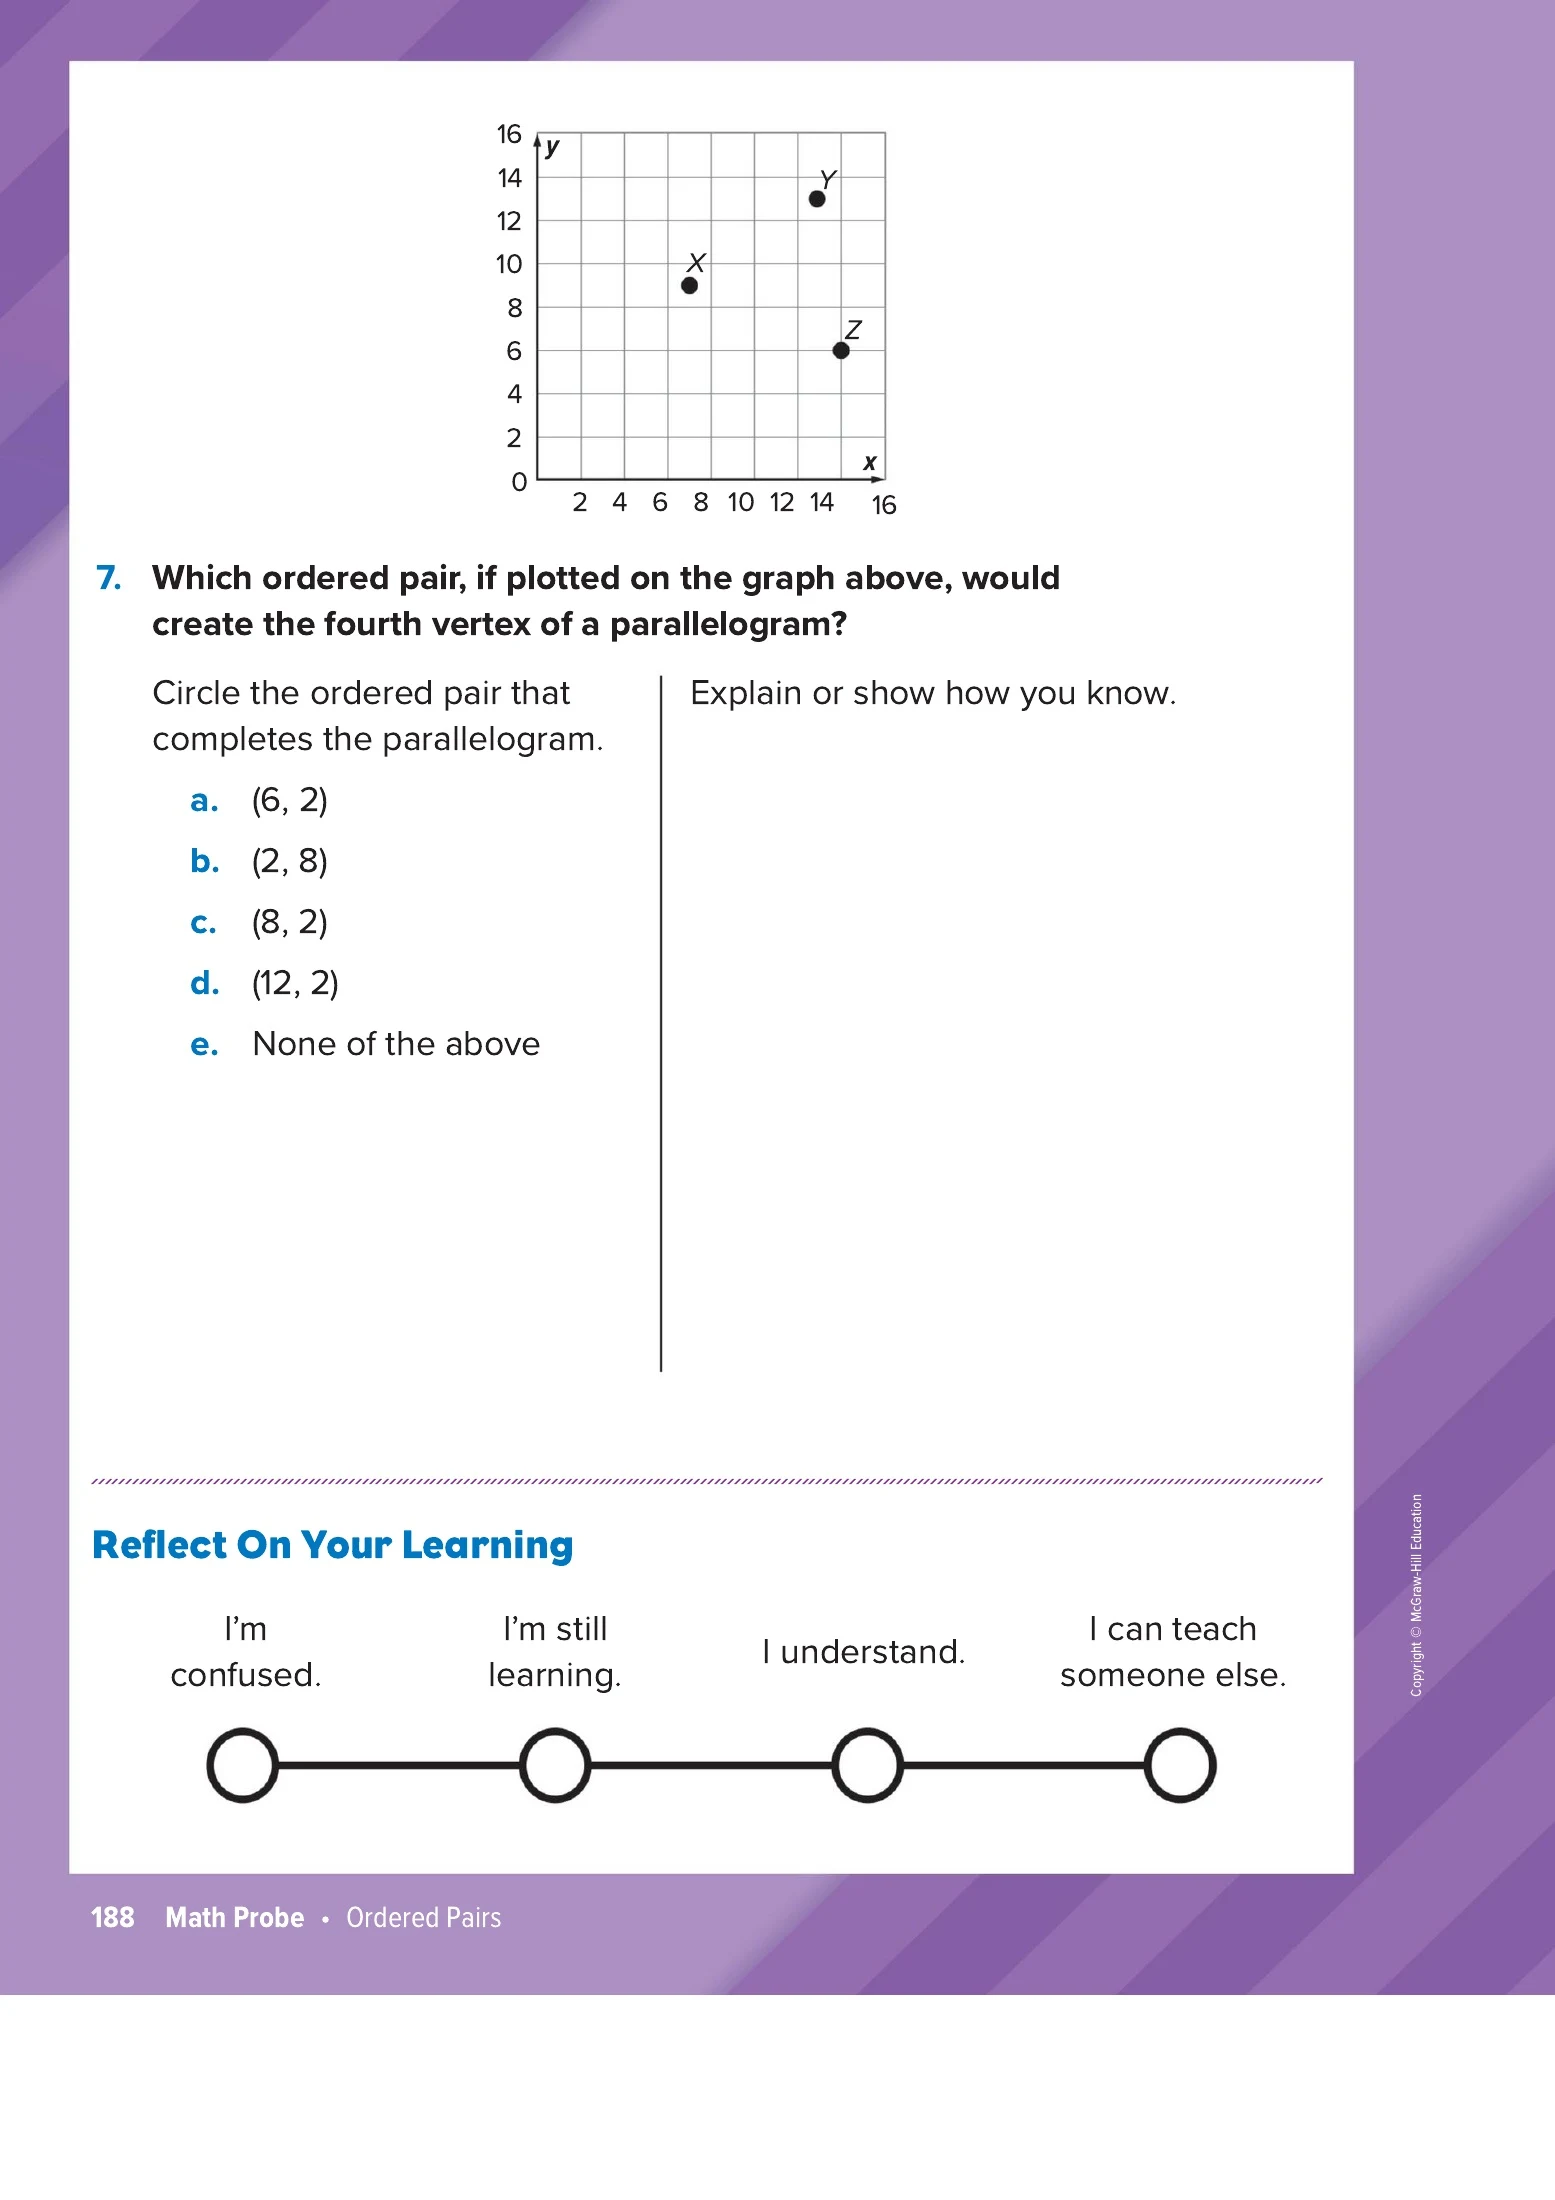 16
y
14
Y
12
10
X
8
Z
6
4
2
x
0
2 4 6 8 10 12 14 16
7. Which ordered pair, if plotted on the graph above, would
create the fourth vertex of a parallelogram?
Circle the ordered pair that
completes the parallelogram.
a. (6, 2)
b. (2, 8)
c. (8, 2)
d. (12, 2)
e. None of the above
Explain or show how you know.
Reflect On Your Learning
I’m
confused.
I’m still
learning.
I understand.
I can teach
someone else.
Copyright © McGraw-Hill Education
188 Math Probe • Ordered Pairs